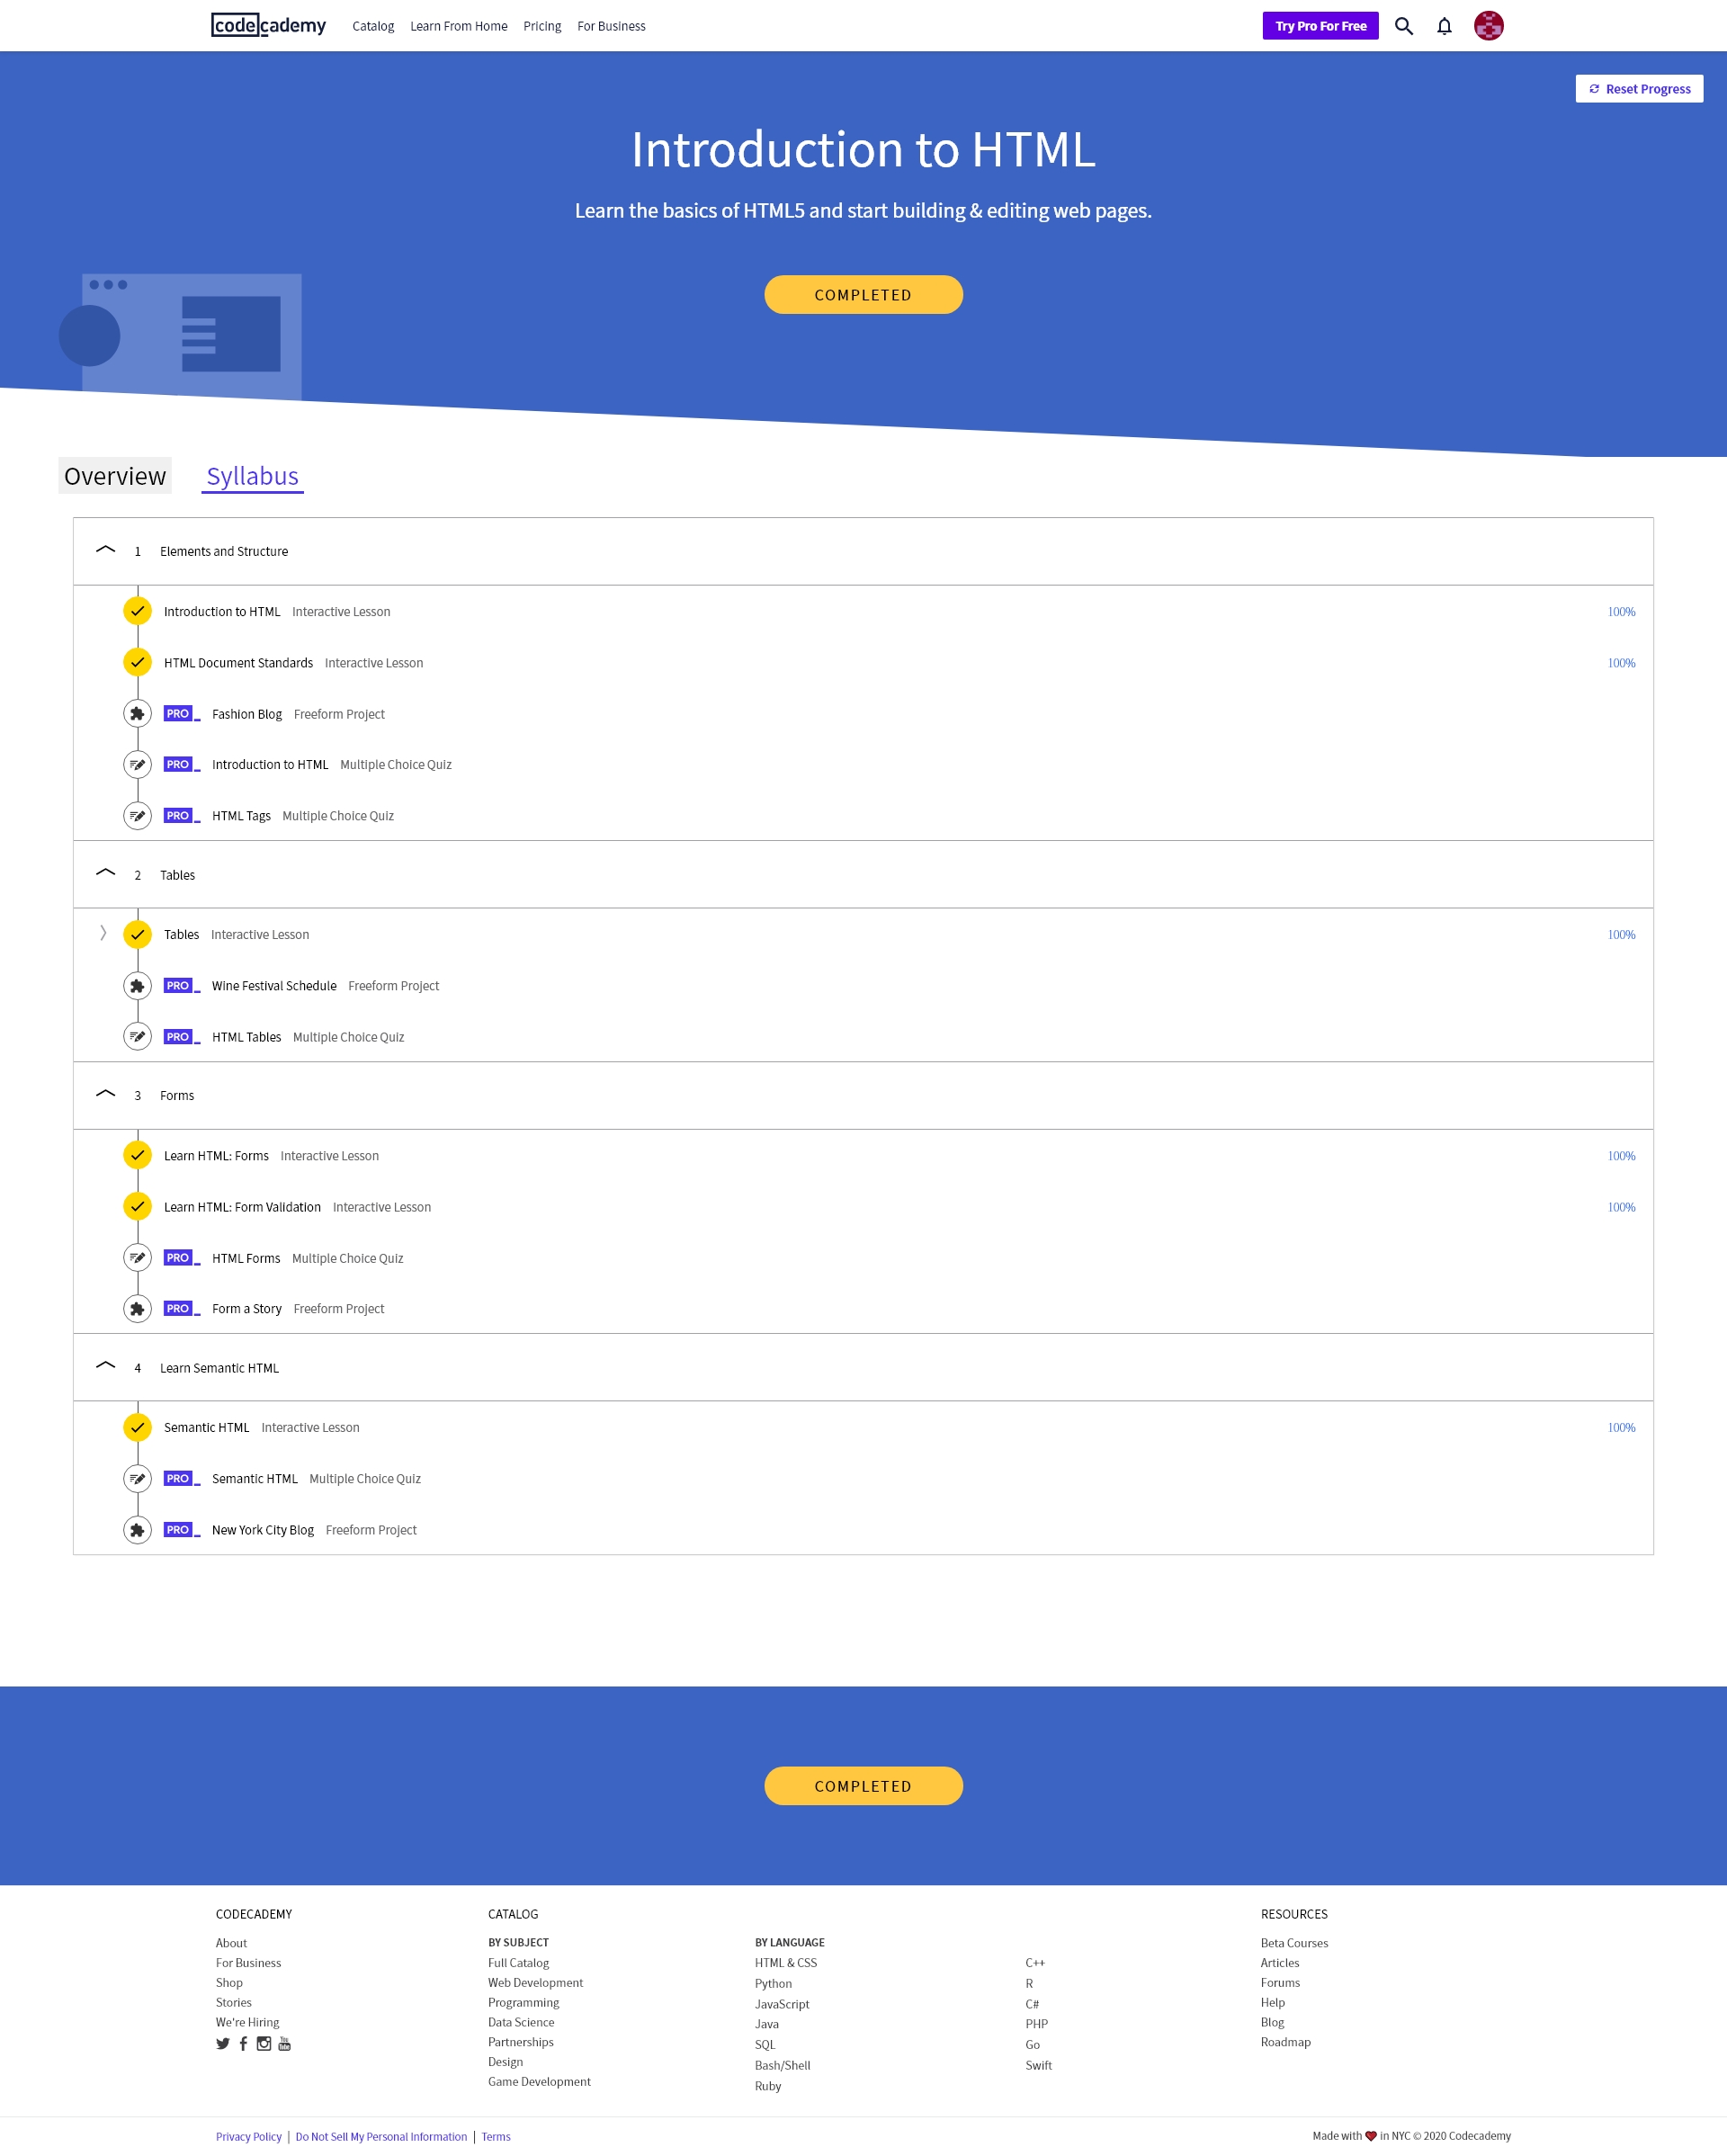 codecademy Catalog Learn From Home Pricing For Business Try Pro For Free
Reset Progress
Introduction to HTML
Learn the basics of HTML5 and start building & editing web pages.
COMPLETED
Overview Syllabus
1 Elements and Structure
Introduction to HTML Interactive Lesson 100%
HTML Document Standards Interactive Lesson 100%
PRO Fashion Blog Freeform Project
PRO Introduction to HTML Multiple Choice Quiz
PRO HTML Tags Multiple Choice Quiz
2 Tables
Tables Interactive Lesson 100%
PRO Wine Festival Schedule Freeform Project
PRO HTML Tables Multiple Choice Quiz
3 Forms
Learn HTML: Forms Interactive Lesson 100%
Learn HTML: Form Validation Interactive Lesson 100%
PRO HTML Forms Multiple Choice Quiz
PRO Form a Story Freeform Project
4 Learn Semantic HTML
Semantic HTML Interactive Lesson 100%
PRO Semantic HTML Multiple Choice Quiz
PRO New York City Blog Freeform Project
COMPLETED
CODECADEMY
About
For Business
Shop
Stories
We're Hiring
CATALOG
BY SUBJECT
Full Catalog
Web Development
Programming
Data Science
Partnerships
Design
Game Development
BY LANGUAGE
HTML & CSS
Python
JavaScript
Java
SQL
Bash/Shell
Ruby
C++
R
C#
PHP
Go
Swift
RESOURCES
Beta Courses
Articles
Forums
Help
Blog
Roadmap
Privacy Policy | Do Not Sell My Personal Information | Terms
Made with ❤ in NYC © 2020 Codecademy